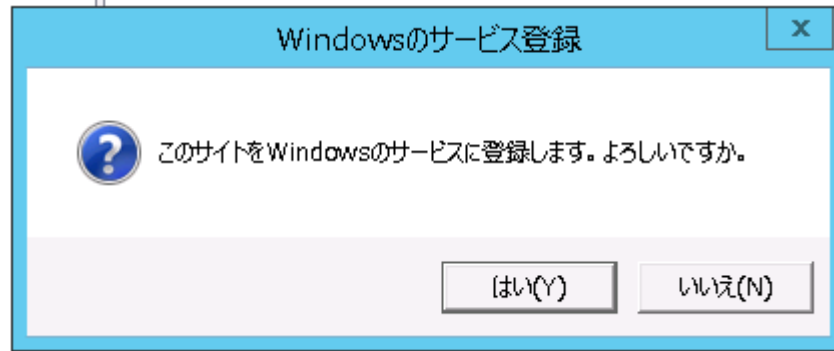 Windowsのサービス登録
x
このサイトをWindowsのサービスに登録します。よろしいですか。
はい(Y)
いいえ(N)